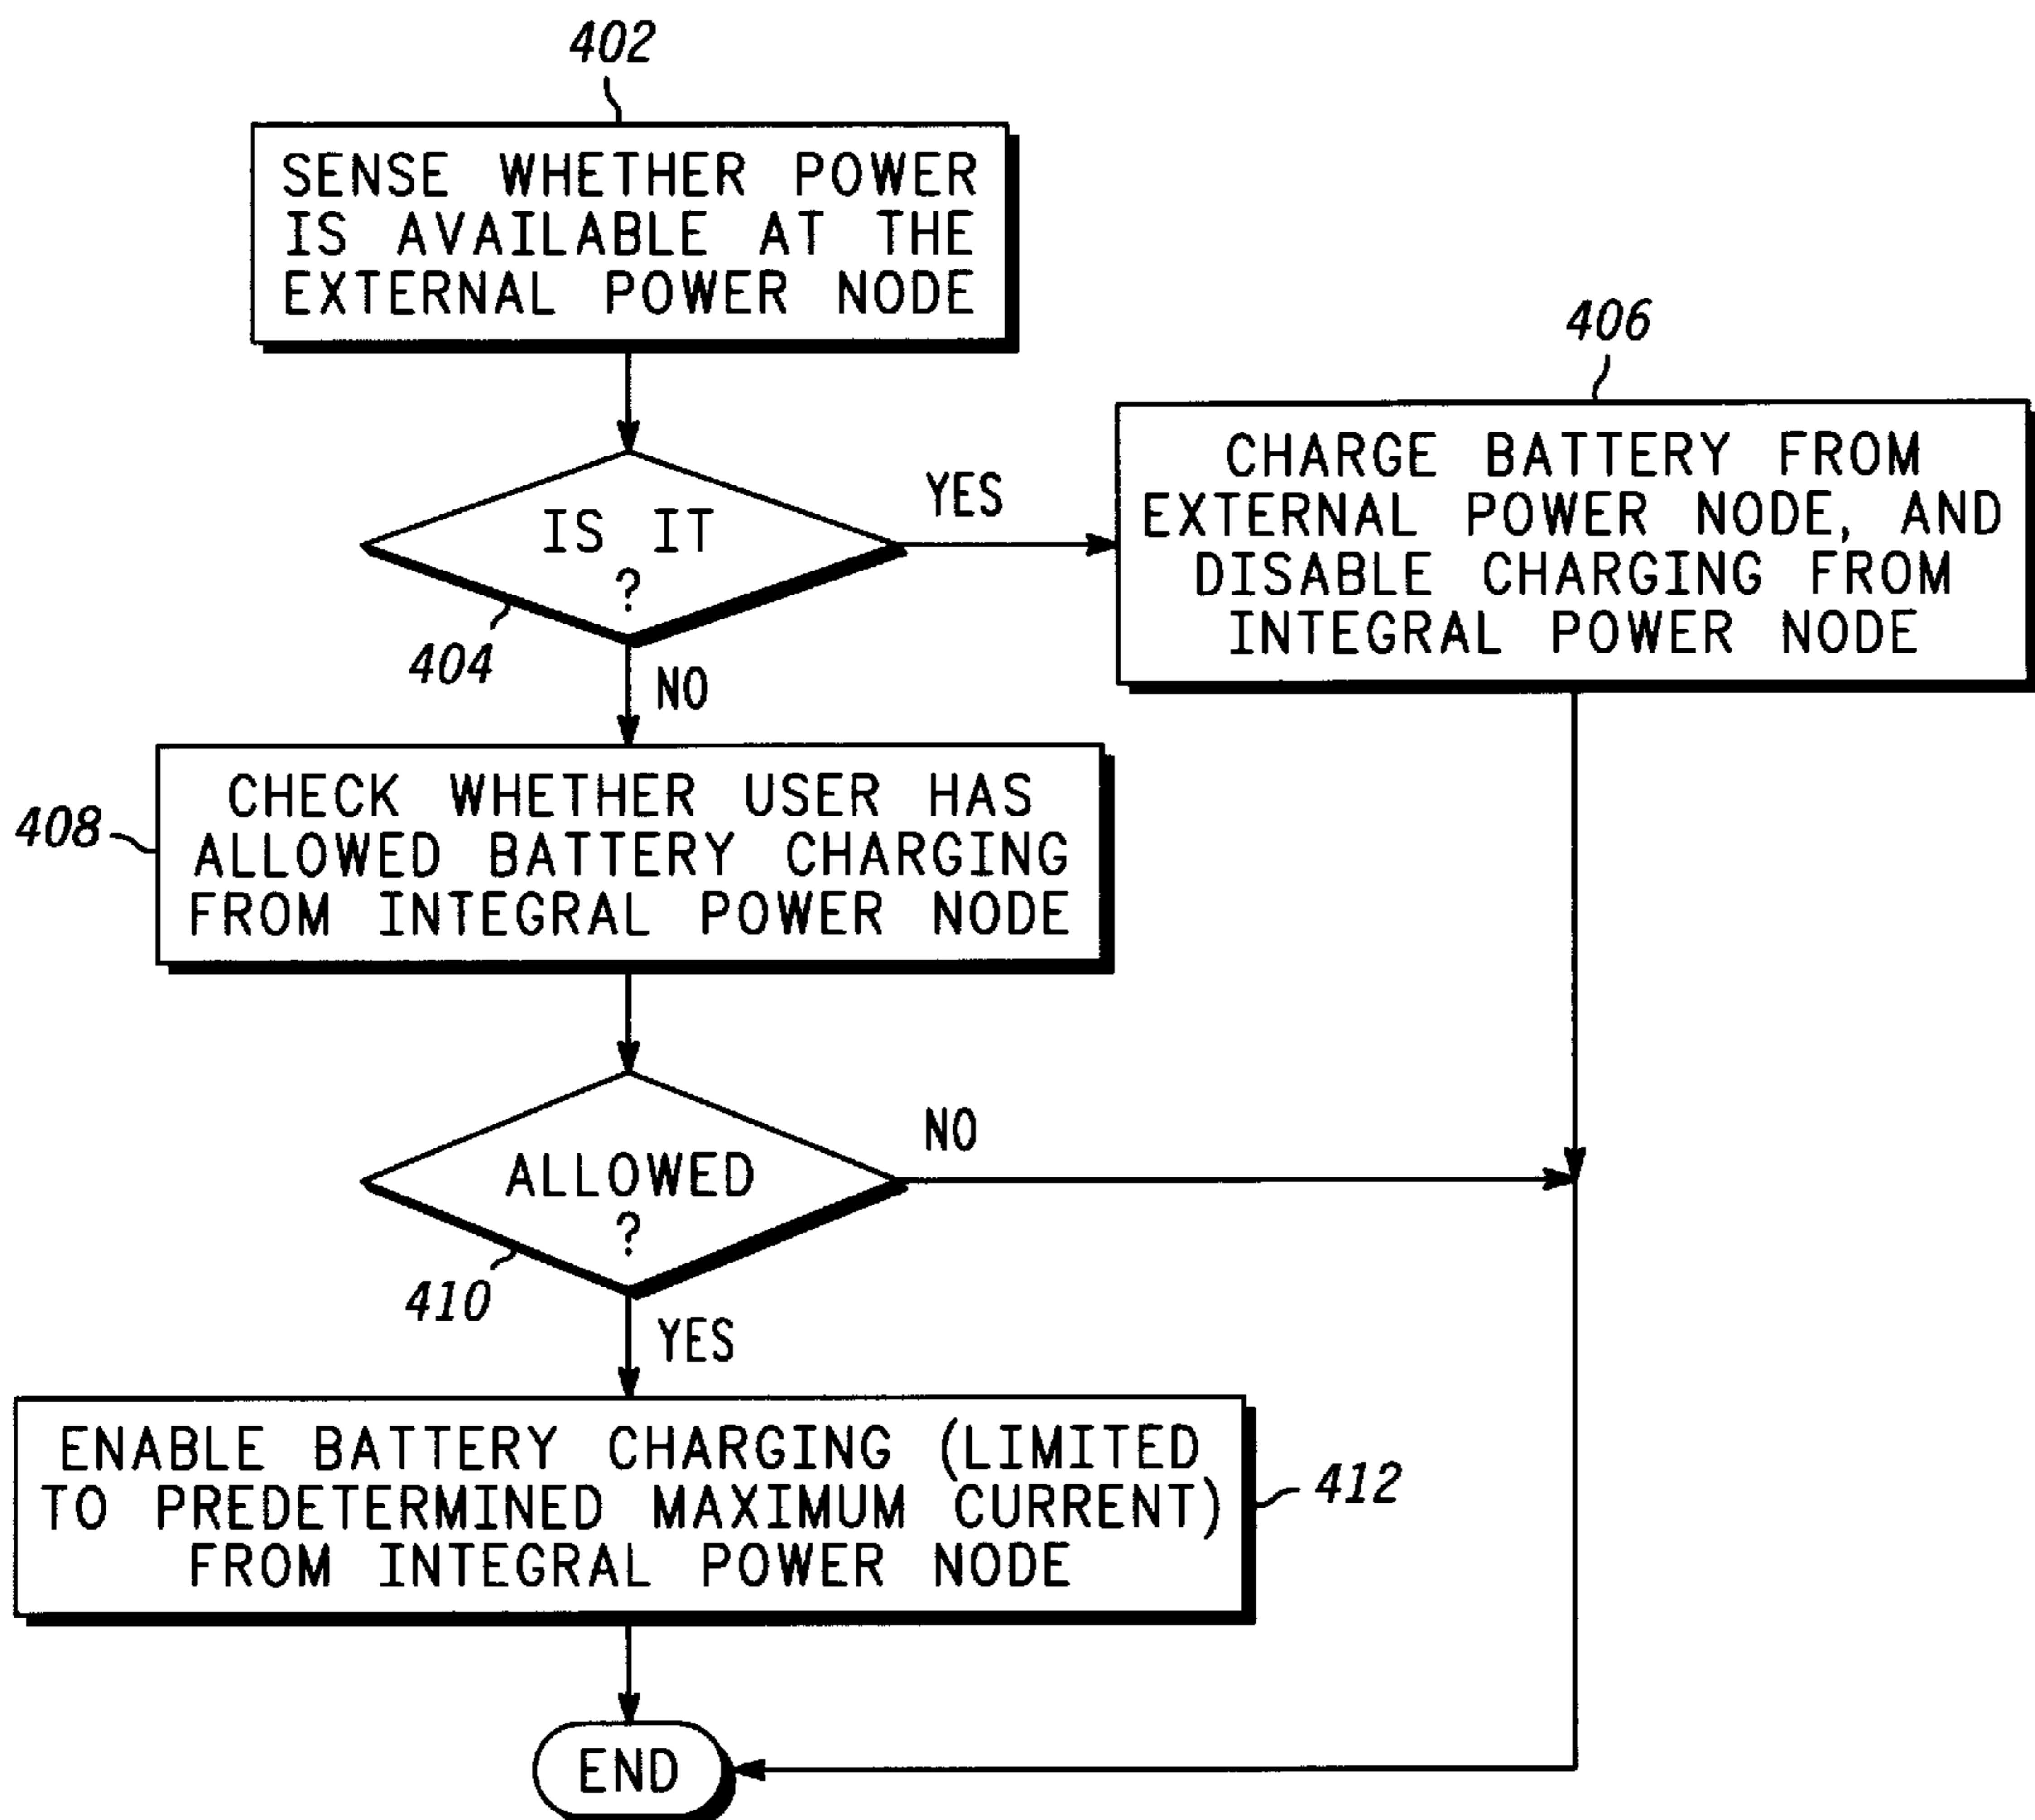 402
SENSE WHETHER POWER
IS AVAILABLE AT THE
EXTERNAL POWER NODE
406
CHARGE BATTERY FROM
EXTERNAL POWER NODE, AND
DISABLE CHARGING FROM
INTEGRAL POWER NODE
YES
IS IT
?
404
NO
408
CHECK WHETHER USER HAS
ALLOWED BATTERY CHARGING
FROM INTEGRAL POWER NODE
NO
ALLOWED
?
410
YES
ENABLE BATTERY CHARGING (LIMITED
TO PREDETERMINED MAXIMUM CURRENT)
FROM INTEGRAL POWER NODE
412
END